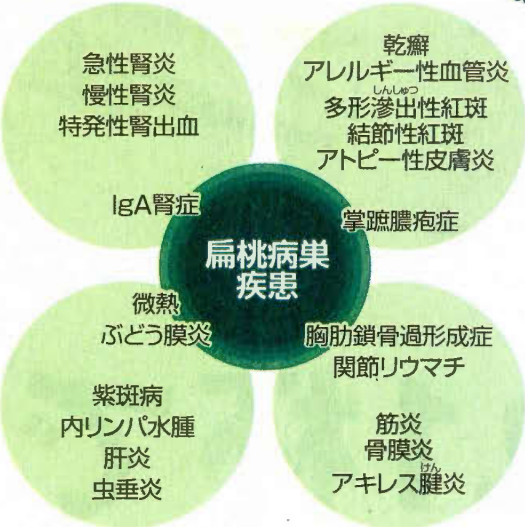 急性腎炎
慢性腎炎
特発性腎出血
IgA腎症
乾癬
アレルギー性血管炎
しんしゅつ
多形滲出性紅斑
結節性紅斑
アトピー性皮膚炎
掌蹠膿疱症
扁桃病巣
疾患
微熱
ぶどう膜炎
紫斑病
内リンパ水腫
肝炎
虫垂炎
胸肋鎖骨過形成症
関節リウマチ
筋炎
骨膜炎
けん
アキレス腱炎